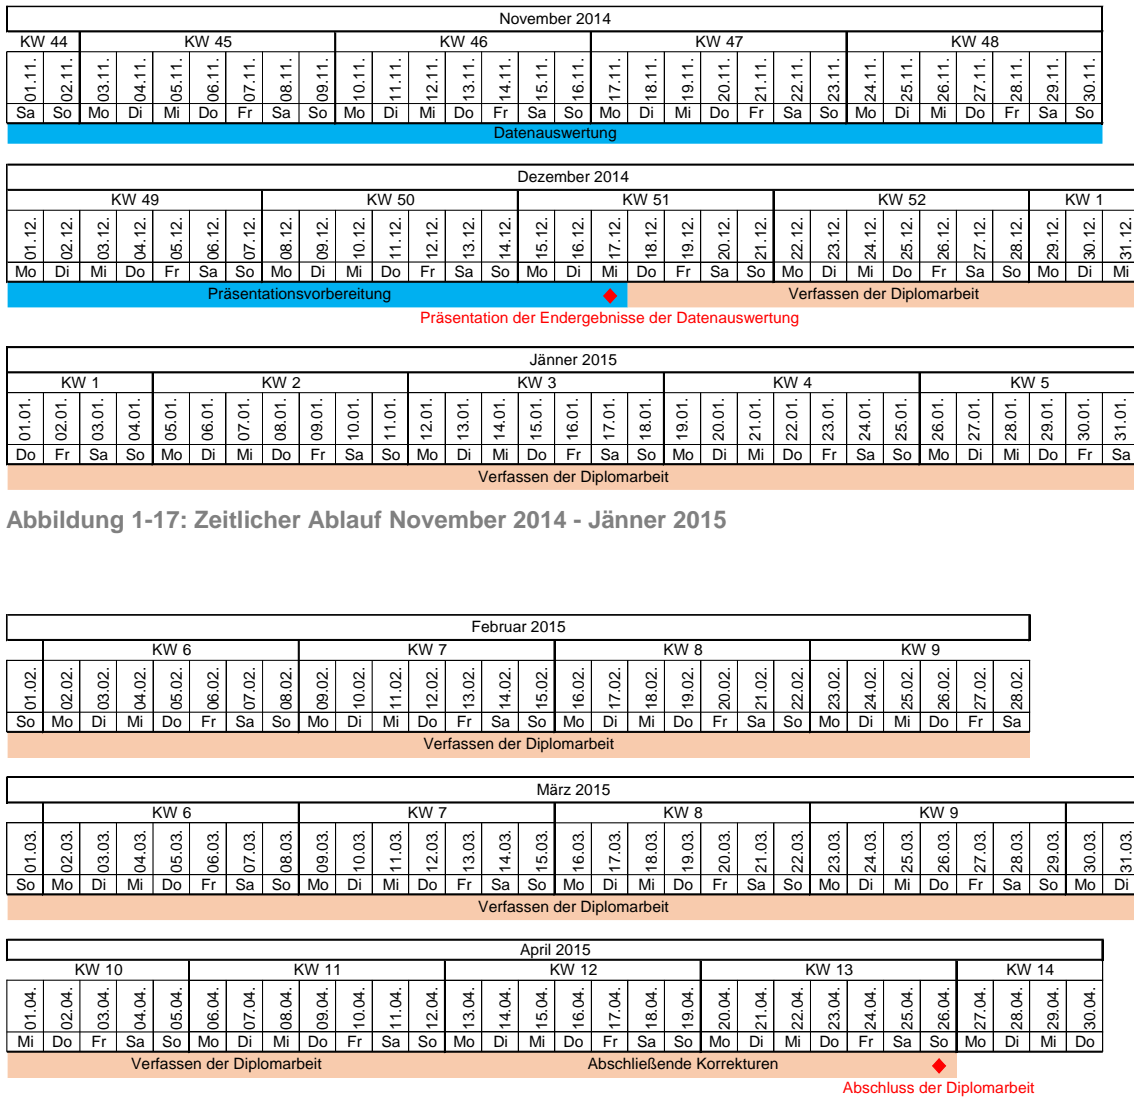 November 2014
KW 44 KW 45 KW 46 KW 47 KW 48
01.11. 02.11. 03.11. 04.11. 05.11. 06.11. 07.11. 08.11. 09.11. 10.11. 11.11. 12.11. 13.11. 14.11. 15.11. 16.11. 17.11. 18.11. 19.11. 20.11. 21.11. 22.11. 23.11. 24.11. 25.11. 26.11. 27.11. 28.11. 29.11. 30.11.
Sa So Mo Di Mi Do Fr Sa So Mo Di Mi Do Fr Sa So Mo Di Mi Do Fr Sa So Mo Di Mi Do Fr Sa So
Datenauswertung
Dezember 2014
KW 49 KW 50 KW 51 KW 52 KW 1
01.12. 02.12. 03.12. 04.12. 05.12. 06.12. 07.12. 08.12. 09.12. 10.12. 11.12. 12.12. 13.12. 14.12. 15.12. 16.12. 17.12. 18.12. 19.12. 20.12. 21.12. 22.12. 23.12. 24.12. 25.12. 26.12. 27.12. 28.12. 29.12. 30.12. 31.12.
Mo Di Mi Do Fr Sa So Mo Di Mi Do Fr Sa So Mo Di Mi Do Fr Sa So Mo Di Mi Do Fr Sa So Mo Di Mi
Präsentationsvorbereitung Verfassen der Diplomarbeit
Präsentation der Endergebnisse der Datenauswertung
Jänner 2015
KW 1 KW 2 KW 3 KW 4 KW 5
01.01. 02.01. 03.01. 04.01. 05.01. 06.01. 07.01. 08.01. 09.01. 10.01. 11.01. 12.01. 13.01. 14.01. 15.01. 16.01. 17.01. 18.01. 19.01. 20.01. 21.01. 22.01. 23.01. 24.01. 25.01. 26.01. 27.01. 28.01. 29.01. 30.01. 31.01.
Do Fr Sa So Mo Di Mi Do Fr Sa So Mo Di Mi Do Fr Sa So Mo Di Mi Do Fr Sa So Mo Di Mi Do Fr Sa
Verfassen der Diplomarbeit
Abbildung 1-17: Zeitlicher Ablauf November 2014 - Jänner 2015
Februar 2015
KW 6 KW 7 KW 8 KW 9
01.02. 02.02. 03.02. 04.02. 05.02. 06.02. 07.02. 08.02. 09.02. 10.02. 11.02. 12.02. 13.02. 14.02. 15.02. 16.02. 17.02. 18.02. 19.02. 20.02. 21.02. 22.02. 23.02. 24.02. 25.02. 26.02. 27.02. 28.02.
So Mo Di Mi Do Fr Sa So Mo Di Mi Do Fr Sa So Mo Di Mi Do Fr Sa So Mo Di Mi Do Fr Sa
Verfassen der Diplomarbeit
März 2015
KW 6 KW 7 KW 8 KW 9
01.03. 02.03. 03.03. 04.03. 05.03. 06.03. 07.03. 08.03. 09.03. 10.03. 11.03. 12.03. 13.03. 14.03. 15.03. 16.03. 17.03. 18.03. 19.03. 20.03. 21.03. 22.03. 23.03. 24.03. 25.03. 26.03. 27.03. 28.03. 29.03. 30.03. 31.03.
So Mo Di Mi Do Fr Sa So Mo Di Mi Do Fr Sa So Mo Di Mi Do Fr Sa So Mo Di Mi Do Fr Sa So Mo Di
Verfassen der Diplomarbeit
April 2015
KW 10 KW 11 KW 12 KW 13 KW 14
01.04. 02.04. 03.04. 04.04. 05.04. 06.04. 07.04. 08.04. 09.04. 10.04. 11.04. 12.04. 13.04. 14.04. 15.04. 16.04. 17.04. 18.04. 19.04. 20.04. 21.04. 22.04. 23.04. 24.04. 25.04. 26.04. 27.04. 28.04. 29.04. 30.04.
Mi Do Fr Sa So Mo Di Mi Do Fr Sa So Mo Di Mi Do Fr Sa So Mo Di Mi Do Fr Sa So Mo Di Mi Do
Verfassen der Diplomarbeit Abschließende Korrekturen
Abschluss der Diplomarbeit